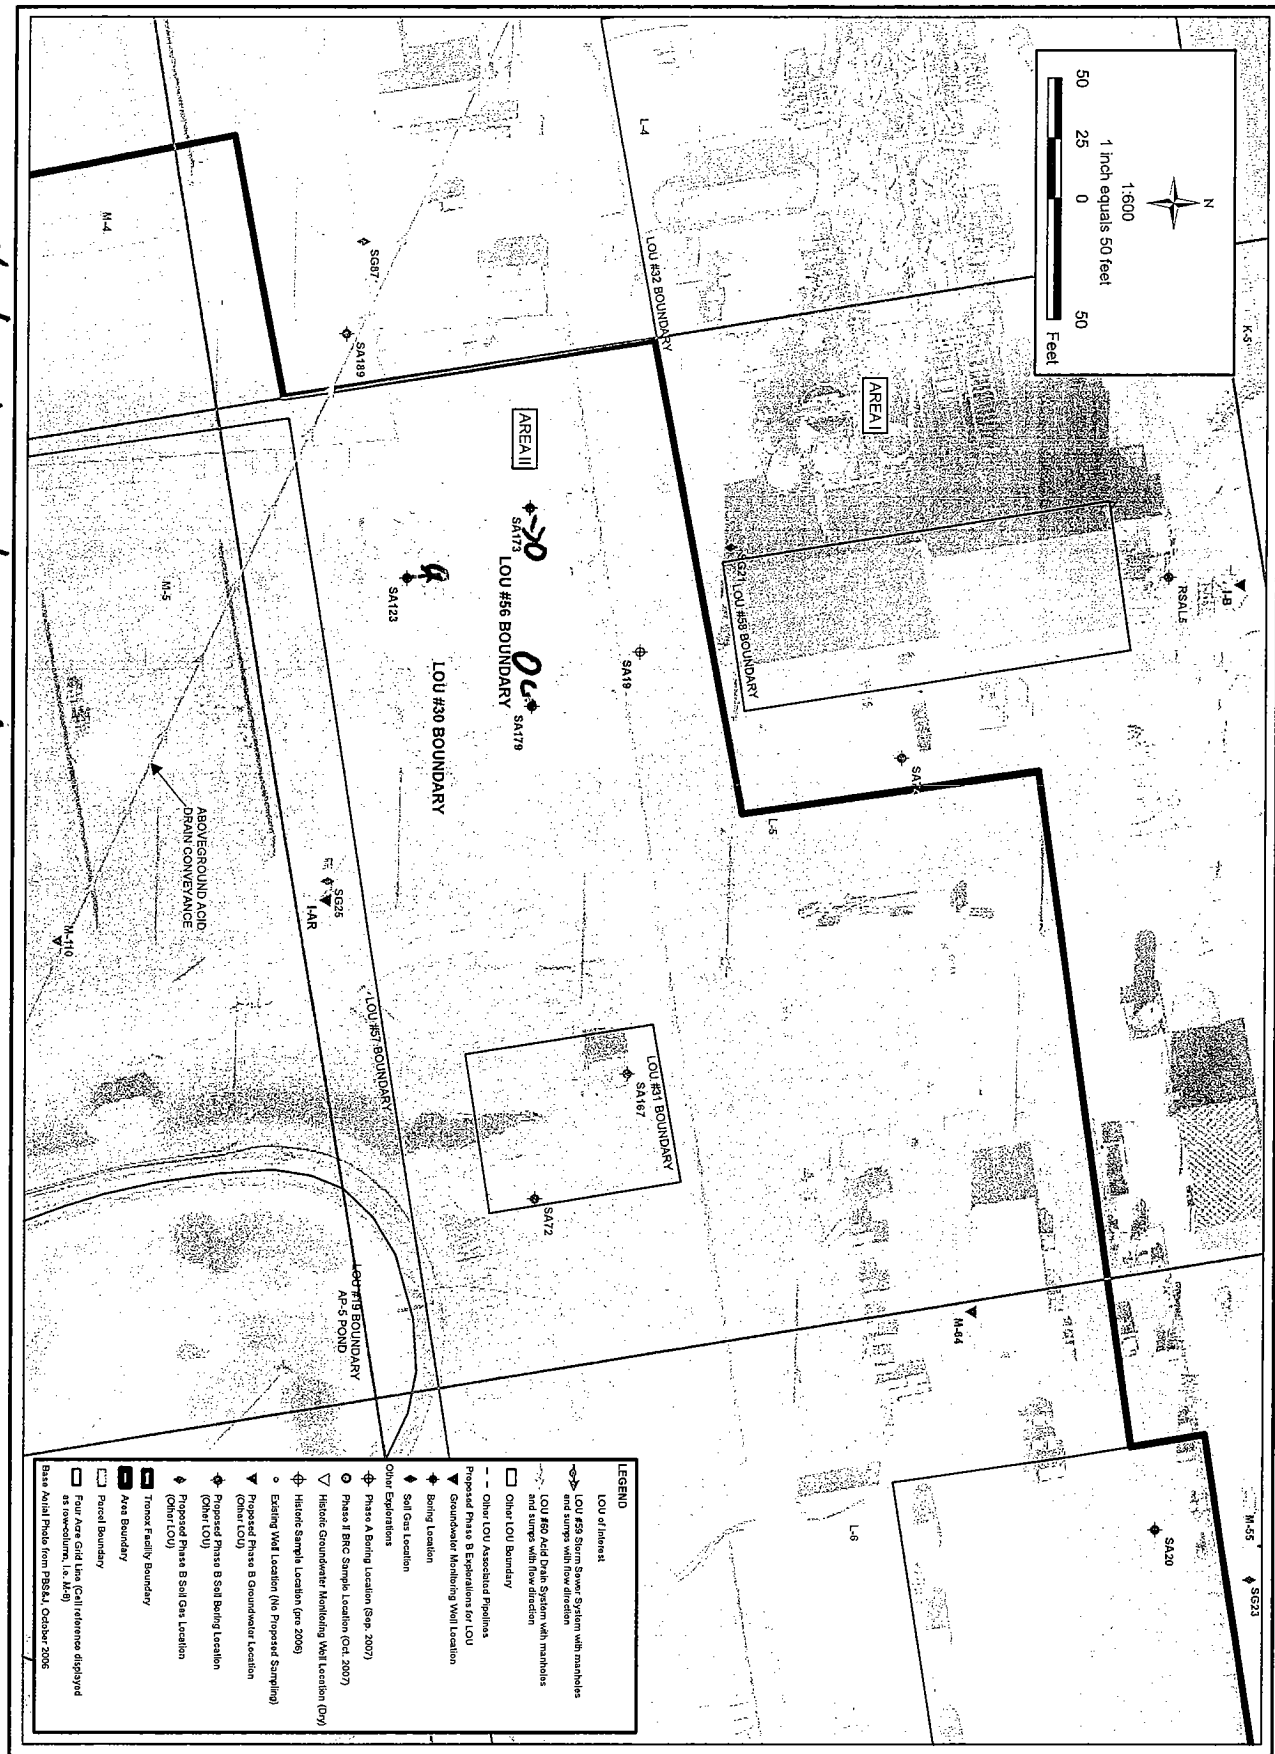 N
1:600
1 inch equals 50 feet
50 25 0 50
Feet
K-5
L-4
LOU #32 BOUNDARY
AREA I
I-B
RSAL5
SG21
LOU #58 BOUNDARY
L-5
M-4
SG87
SA189
AREA II
SA173
LOU #56 BOUNDARY
SA123
SA179
SA19
LOU #30 BOUNDARY
M-5
ABOVEGROUND ACID
DRAIN CONVEYANCE
SG25
I-AR
M-110
LOU #57 BOUNDARY
LOU #31 BOUNDARY
SA167
SA72
LOU #19 BOUNDARY
AP-5 POND
M-64
L-6
SA20
M-55
SG23
LEGEND
LOU of Interest
LOU #59 Storm Sewer System with manholes
and sumps with flow direction
LOU #60 Acid Drain System with manholes
and sumps with flow direction
Other LOU Boundary
Other LOU Associated Pipelines
Proposed Phase B Explorations for LOU
Groundwater Monitoring Well Location
Boring Location
Soil Gas Location
Other Explorations
Phase A Boring Location (Sep. 2007)
Phase II BRC Sample Location (Oct. 2007)
Historic Groundwater Monitoring Well Location (Dry)
Historic Sample Location (pre 2006)
Existing Well Location (No Proposed Sampling)
Proposed Phase B Groundwater Location
(Other LOU)
Proposed Phase B Soil Boring Location
(Other LOU)
Proposed Phase B Soil Gas Location
(Other LOU)
Tronox Facility Boundary
Area Boundary
Parcel Boundary
Four Acre Grid Line (Cell reference displayed
as row-column, i.e. M-8)
Base Aerial Photo from PBS&J, October 2006